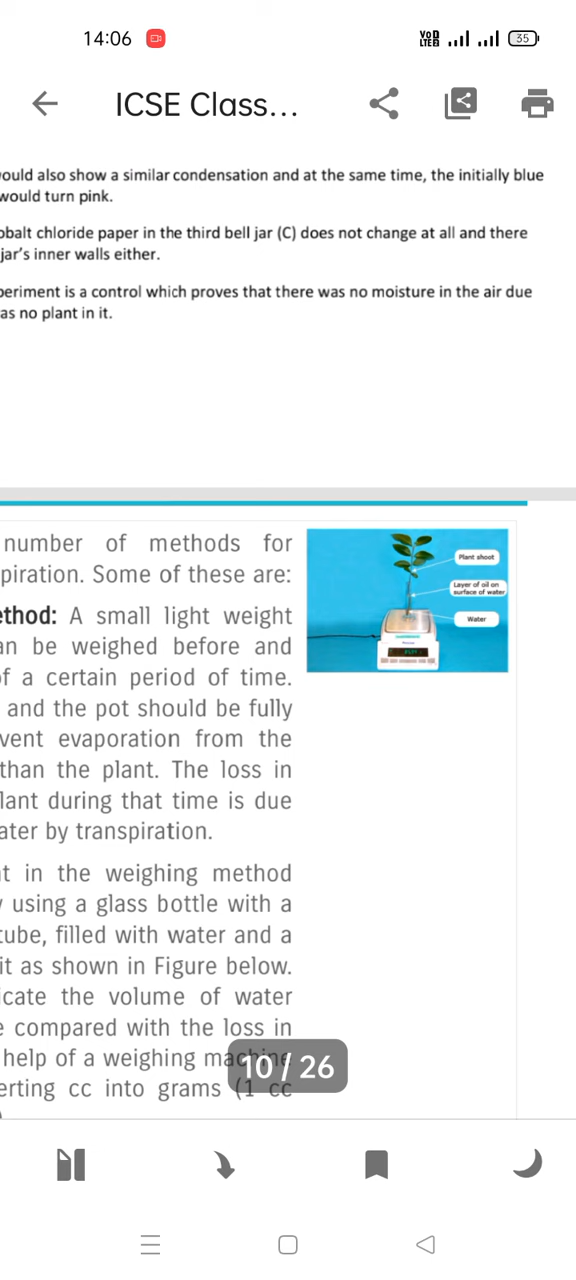 14:06 VoD LTE2 35
ICSE Class...
would also show a similar condensation and at the same time, the initially blue
would turn pink.
obalt chloride paper in the third bell jar (C) does not change at all and there
jar's inner walls either.
periment is a control which proves that there was no moisture in the air due
as no plant in it.
number of methods for
piration. Some of these are:
ethod: A small light weight
an be weighed before and
of a certain period of time.
and the pot should be fully
vent evaporation from the
than the plant. The loss in
lant during that time is due
ater by transpiration.
Plant shoot
Layer of oil on
surface of water
Water
nt in the weighing method
y using a glass bottle with a
tube, filled with water and a
it as shown in Figure below.
icate the volume of water
e compared with the loss in
help of a weighing machine
erting cc into grams (1 cc
10 / 26